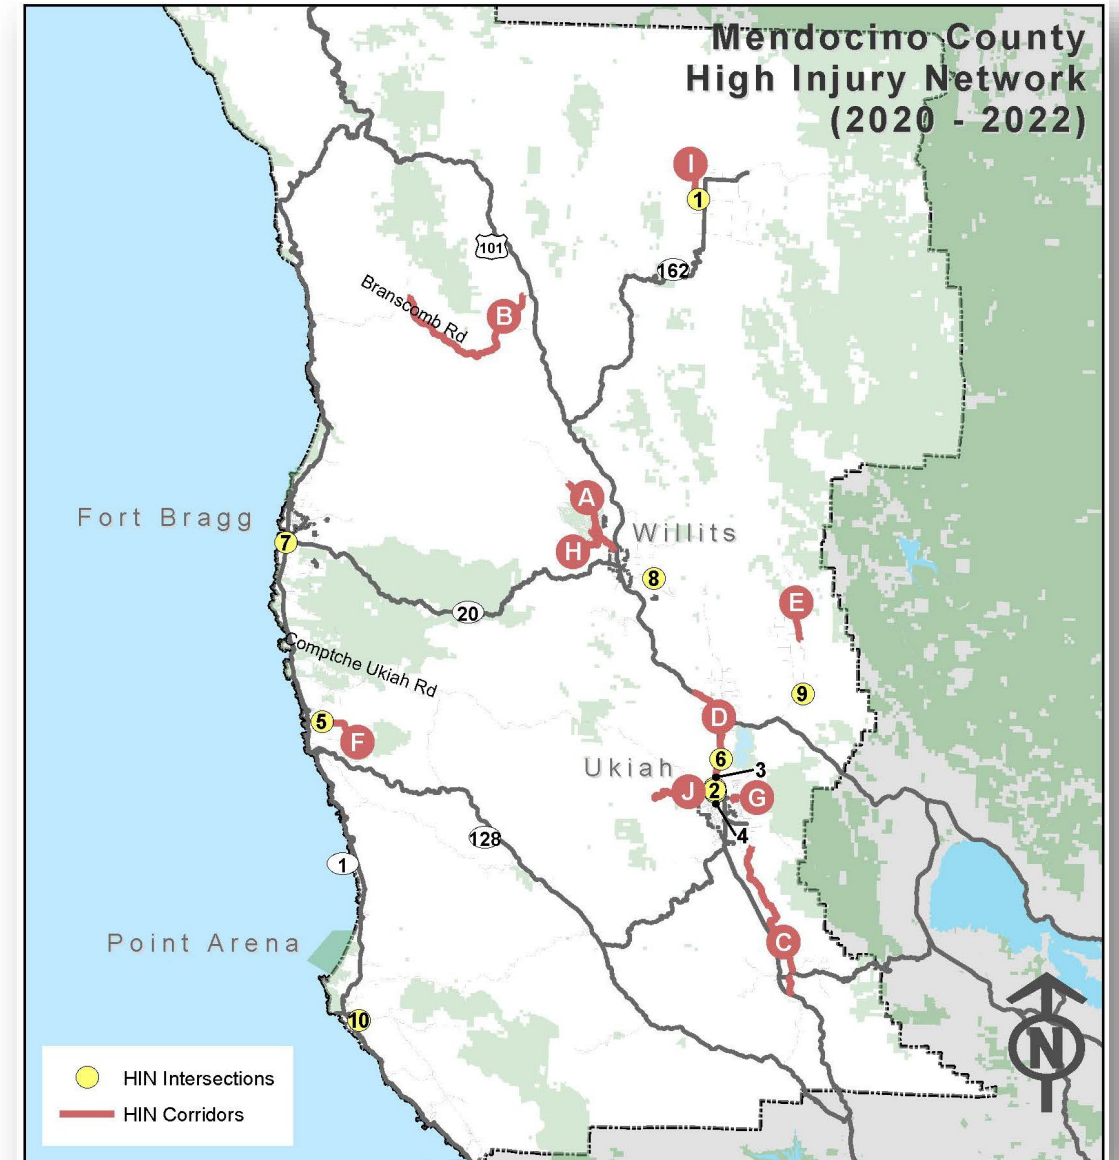 Mendocino County
High Injury Network
(2020 - 2022)
I
1
101
162
Branscomb Rd
B
A
Fort Bragg
Willits
7
H
8
E
20
Comptche Ukiah Rd
9
5
D
F
6
Ukiah
3
J
2
G
128
4
1
Point Arena
C
10
N
HIN Intersections
HIN Corridors